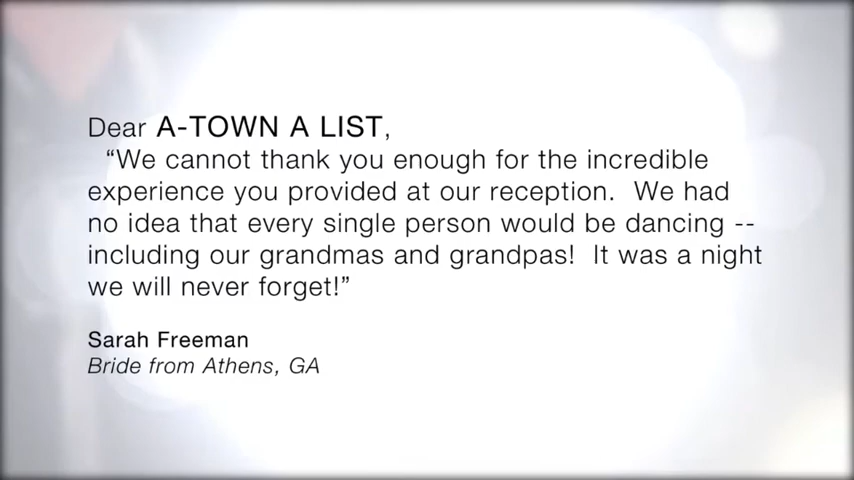 Dear A-TOWN A LIST,
“We cannot thank you enough for the incredible
experience you provided at our reception.  We had
no idea that every single person would be dancing --
including our grandmas and grandpas!  It was a night
we will never forget!”
Sarah Freeman
Bride from Athens, GA